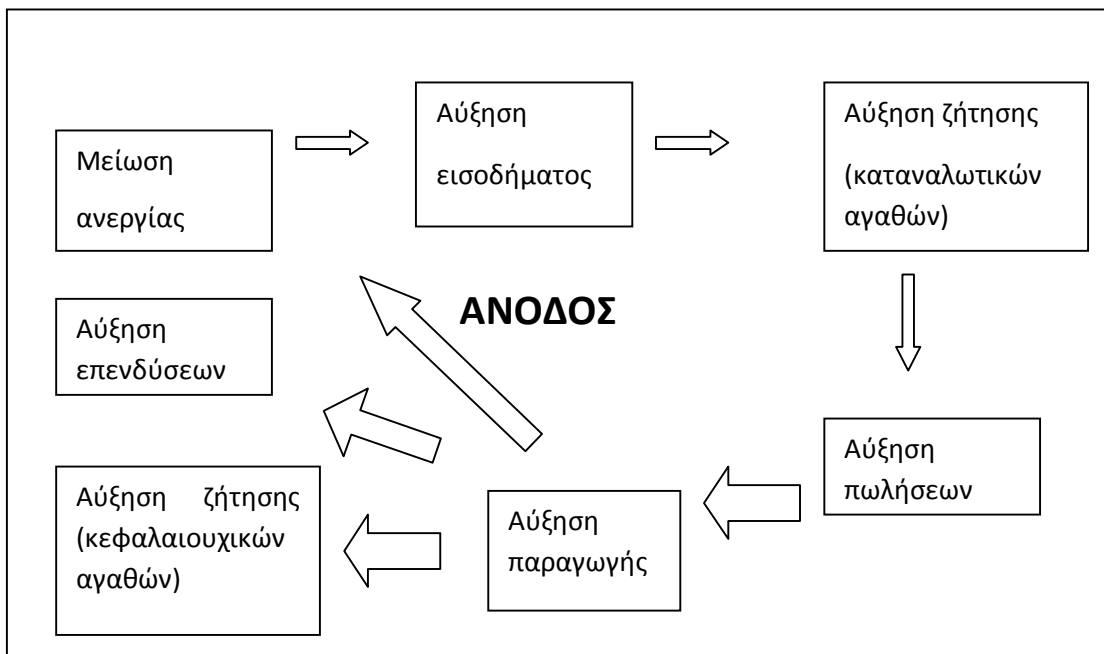 Μείωση
ανεργίας
Αύξηση
εισοδήματος
Αύξηση ζήτησης
(καταναλωτικών
αγαθών)
ΑΝΟΔΟΣ
Αύξηση
επενδύσεων
Αύξηση
πωλήσεων
Αύξηση ζήτησης
(κεφαλαιουχικών
αγαθών)
Αύξηση
παραγωγής